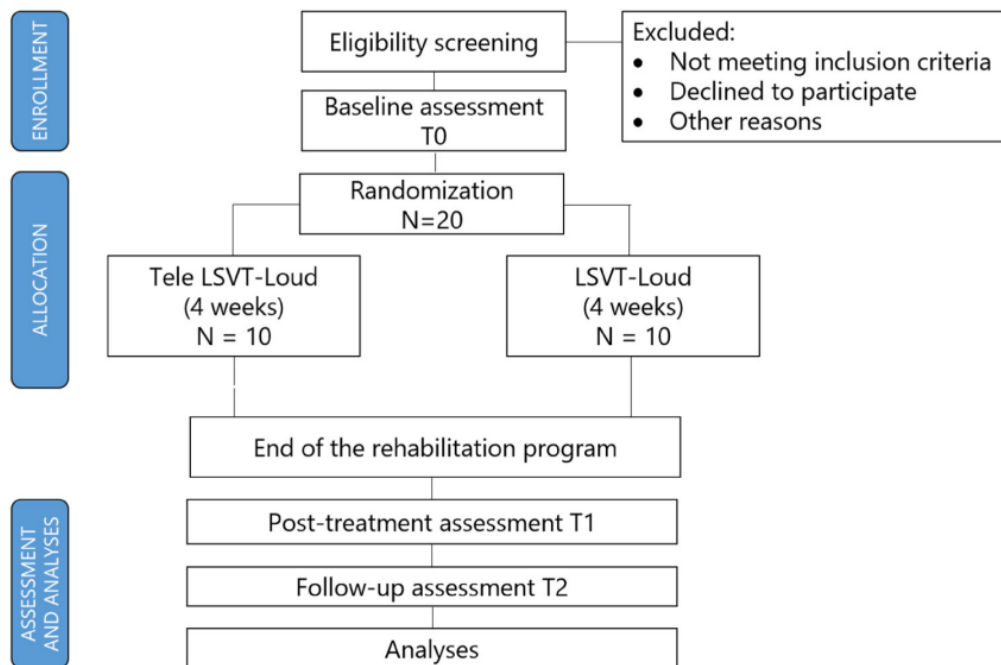 ENROLLMENT
Eligibility screening
Excluded:
• Not meeting inclusion criteria
• Declined to participate
• Other reasons
Baseline assessment
T0
ALLOCATION
Randomization
N=20
Tele LSVT-Loud
(4 weeks)
N = 10
LSVT-Loud
(4 weeks)
N = 10
End of the rehabilitation program
ASSESSMENT
AND ANALYSES
Post-treatment assessment T1
Follow-up assessment T2
Analyses